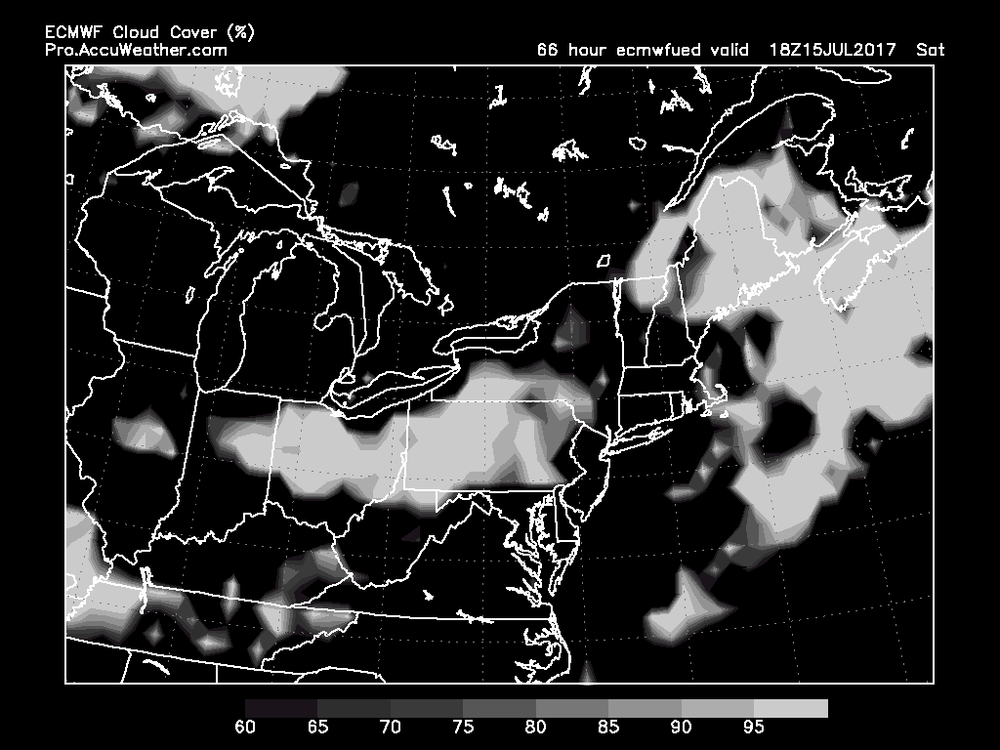 ECMWF Cloud Cover (%)
Pro.AccuWeather.com
66 hour ecmwfued valid 18Z15JUL2017 Sat
60 65 70 75 80 85 90 95